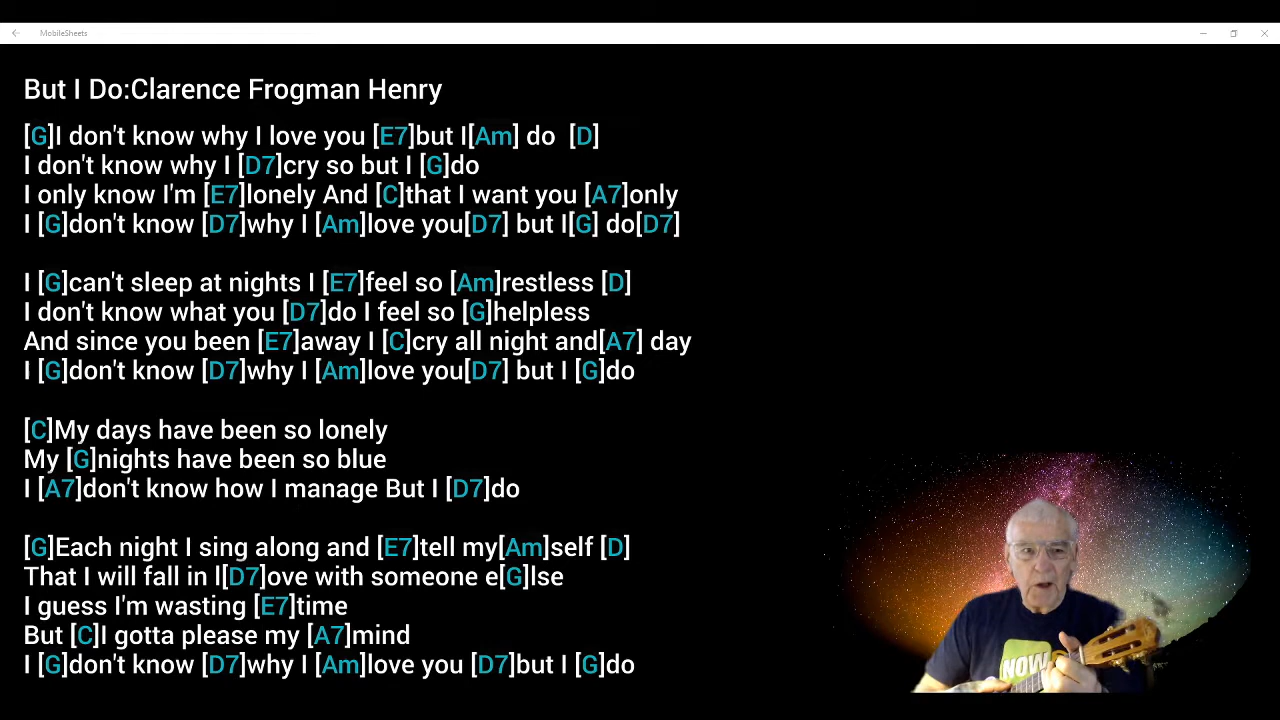 MobileSheets
But I Do:Clarence Frogman Henry
[G]I don't know why I love you [E7]but I[Am] do  [D]
I don't know why I [D7]cry so but I [G]do
I only know I'm [E7]lonely And [C]that I want you [A7]only
I [G]don't know [D7]why I [Am]love you[D7] but I[G] do[D7]
I [G]can't sleep at nights I [E7]feel so [Am]restless [D]
I don't know what you [D7]do I feel so [G]helpless
And since you been [E7]away I [C]cry all night and[A7] day
I [G]don't know [D7]why I [Am]love you[D7] but I [G]do
[C]My days have been so lonely
My [G]nights have been so blue
I [A7]don't know how I manage But I [D7]do
[G]Each night I sing along and [E7]tell my[Am]self [D]
That I will fall in l[D7]ove with someone e[G]lse
I guess I'm wasting [E7]time
But [C]I gotta please my [A7]mind
I [G]don't know [D7]why I [Am]love you [D7]but I [G]do
NOW